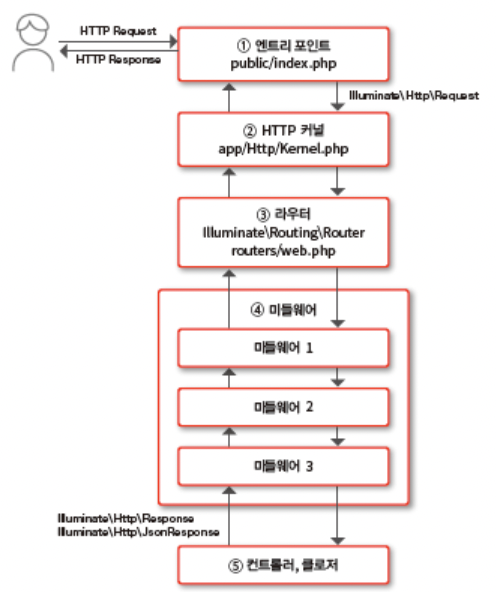 HTTP Request
HTTP Response
① 엔트리 포인트
public/index.php
Illuminate\Http\Request
② HTTP 커널
app/Http/Kernel.php
③ 라우터
Illuminate\Routing\Router
routers/web.php
④ 미들웨어
미들웨어 1
미들웨어 2
미들웨어 3
Illuminate\Http\Response
Illuminate\Http\JsonResponse
⑤ 컨트롤러, 클로저